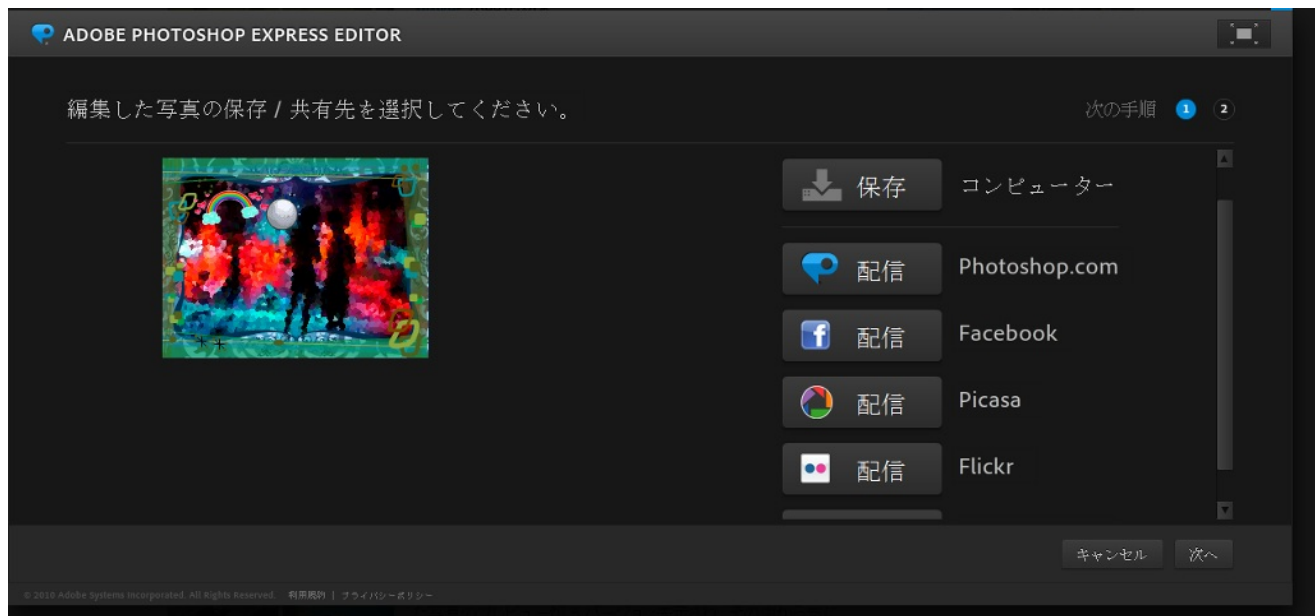 ADOBE PHOTOSHOP EXPRESS EDITOR
編集した写真の保存 / 共有先を選択してください。
次の手順 1 2
保存 コンピューター
配信 Photoshop.com
配信 Facebook
配信 Picasa
配信 Flickr
キャンセル 次へ
© 2010 Adobe Systems Incorporated. All Rights Reserved. 利用規約 | プライバシーポリシー